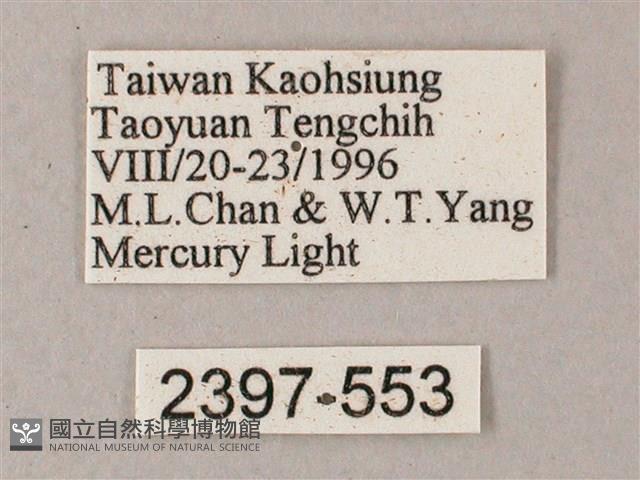 Taiwan Kaohsiung
Taoyuan Tengchih
VIII/20-23/1996
M.L.Chan & W.T.Yang
Mercury Light
2397-553
國立自然科學博物館
NATIONAL MUSEUM OF NATURAL SCIENCE